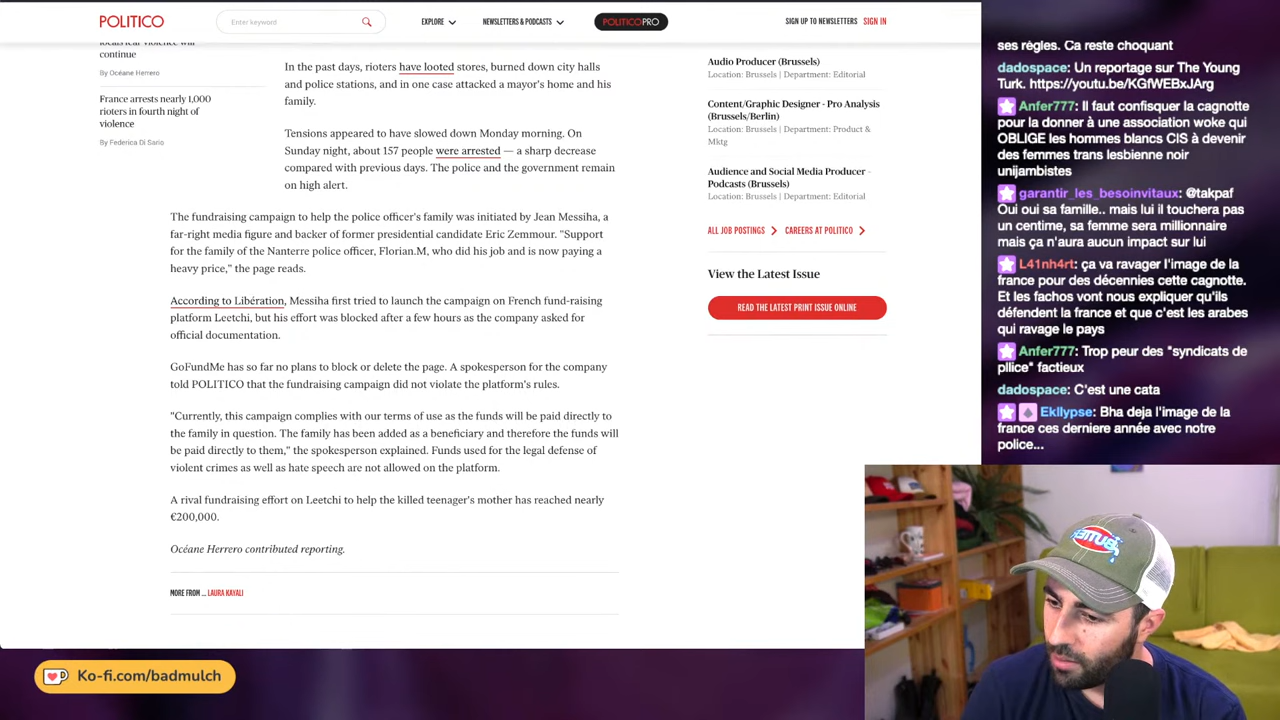 POLITICO
Enter keyword
EXPLORE
NEWSLETTERS & PODCASTS
POLITICOPRO
SIGN UP TO NEWSLETTERS
SIGN IN
locals fear violence will
continue
By Océane Herrero
France arrests nearly 1,000
rioters in fourth night of
violence
By Federica Di Sario
In the past days, rioters have looted stores, burned down city halls
and police stations, and in one case attacked a mayor's home and his
family.
Tensions appeared to have slowed down Monday morning. On
Sunday night, about 157 people were arrested — a sharp decrease
compared with previous days. The police and the government remain
on high alert.
The fundraising campaign to help the police officer's family was initiated by Jean Messiha, a
far-right media figure and backer of former presidential candidate Eric Zemmour. "Support
for the family of the Nanterre police officer, Florian.M, who did his job and is now paying a
heavy price," the page reads.
According to Libération, Messiha first tried to launch the campaign on French fund-raising
platform Leetchi, but his effort was blocked after a few hours as the company asked for
official documentation.
GoFundMe has so far no plans to block or delete the page. A spokesperson for the company
told POLITICO that the fundraising campaign did not violate the platform's rules.
"Currently, this campaign complies with our terms of use as the funds will be paid directly to
the family in question. The family has been added as a beneficiary and therefore the funds will
be paid directly to them," the spokesperson explained. Funds used for the legal defense of
violent crimes as well as hate speech are not allowed on the platform.
A rival fundraising effort on Leetchi to help the killed teenager's mother has reached nearly
€200,000.
Océane Herrero contributed reporting.
MORE FROM ... LAURA KAYALI
Audio Producer (Brussels)
Location: Brussels | Department: Editorial
Content/Graphic Designer - Pro Analysis
(Brussels/Berlin)
Location: Brussels | Department: Product &
Mktg
Audience and Social Media Producer -
Podcasts (Brussels)
Location: Brussels | Department: Editorial
ALL JOB POSTINGS
CAREERS AT POLITICO
View the Latest Issue
READ THE LATEST PRINT ISSUE ONLINE
ses règles. Ca reste choquant
dadospace: Un reportage sur The Young
Turk. https://youtu.be/KGfWEBxJArg
Anfer777: Il faut confisquer la cagnotte
pour la donner à une association woke qui
OBLIGE les hommes blancs CIS à devenir
des femmes trans lesbienne noir
unijambistes
garantir_les_besoinvitaux: @takpaf
Oui oui sa famille.. mais lui il touchera pas
un centime, sa femme sera millionnaire
mais ça n'aura aucun impact sur lui
L41nh4rt: ça va ravager l'image de la
france pour des décennies cette cagnotte.
Et les fachos vont nous expliquer qu'ils
défendent la france et que c'est les arabes
qui ravage le pays
Anfer777: Trop peur des *syndicats de
pllice* factieux
dadospace: C'est une cata
Ekllypse: Bha deja l'image de la
france ces derniere année avec notre
police...
Ko-fi.com/badmulch